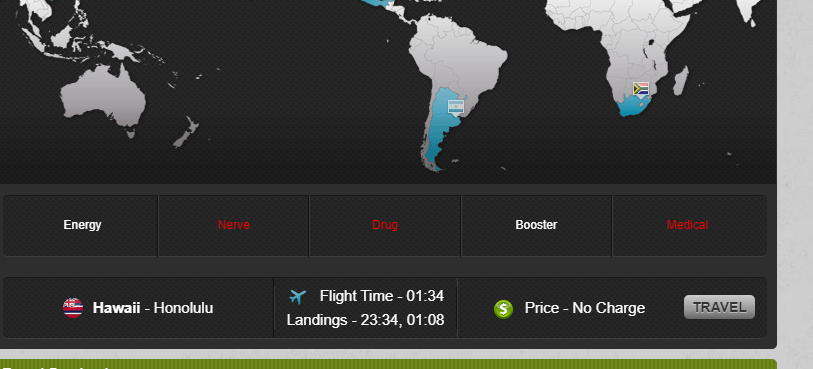 Energy
Nerve
Drug
Booster
Medical
Hawaii - Honolulu
Flight Time - 01:34
Landings - 23:34, 01:08
Price - No Charge
TRAVEL